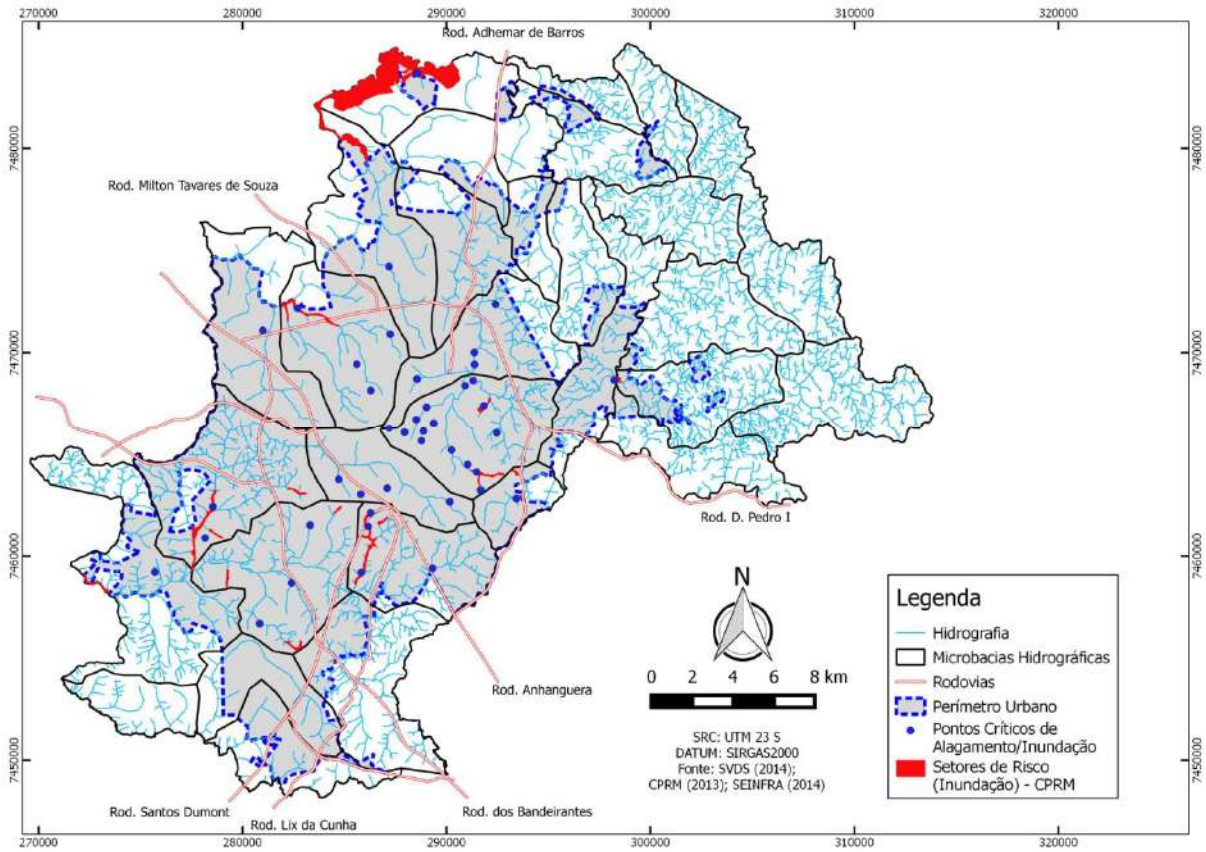 270000 280000 290000 300000 310000 320000
Rod. Adhemar de Barros
7480000 7480000
Rod. Milton Tavares de Souza
7470000 7470000
Rod. D. Pedro I
7460000 7460000
N
0 2 4 6 8 km
SRC: UTM 23 S
DATUM: SIRGAS2000
Fonte: SVDS (2014);
CPRM (2013); SEINFRA (2014)
Legenda
Hidrografia
Microbacias Hidrográficas
Rodovias
Perímetro Urbano
Pontos Críticos de
Alagamento/Inundação
Setores de Risco
(Inundação) - CPRM
Rod. Anhanguera
7450000 7450000
Rod. Santos Dumont
Rod. dos Bandeirantes
Rod. Lix da Cunha
270000 280000 290000 300000 310000 320000